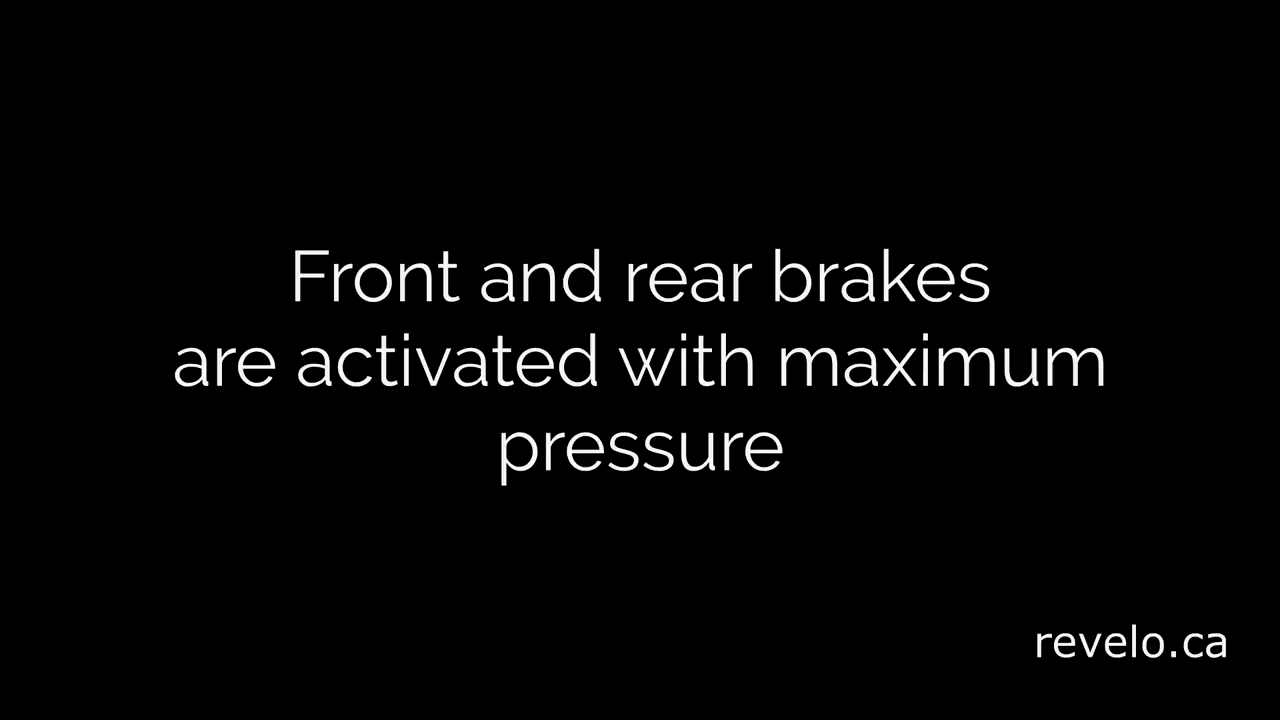 Front and rear brakes
are activated with maximum
pressure
revelo.ca